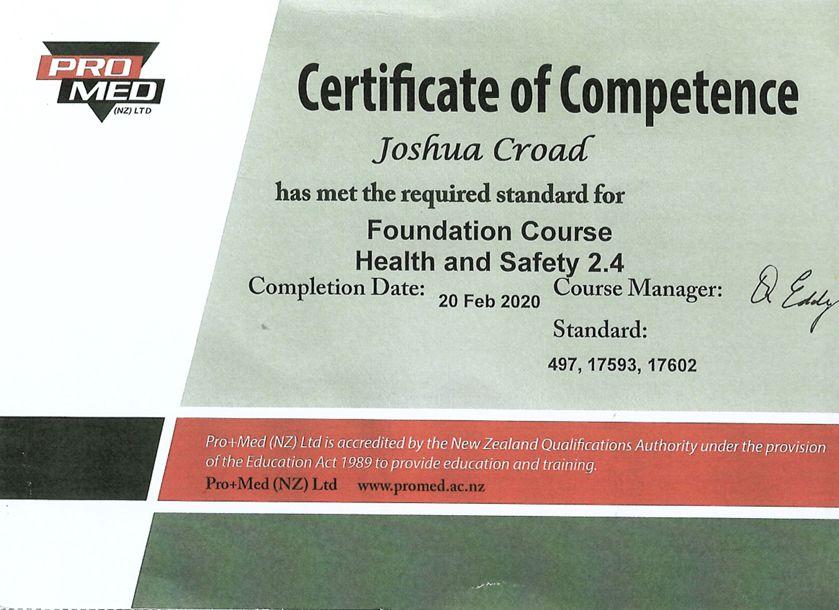 PRO
MED
(NZ) LTD
Certificate of Competence
Joshua Croad
has met the required standard for
Foundation Course
Health and Safety 2.4
Completion Date: 20 Feb 2020 Course Manager: D Eddy
Standard:
497, 17593, 17602
Pro+Med (NZ) Ltd is accredited by the New Zealand Qualifications Authority under the provision
of the Education Act 1989 to provide education and training.
Pro+Med (NZ) Ltd www.promed.ac.nz